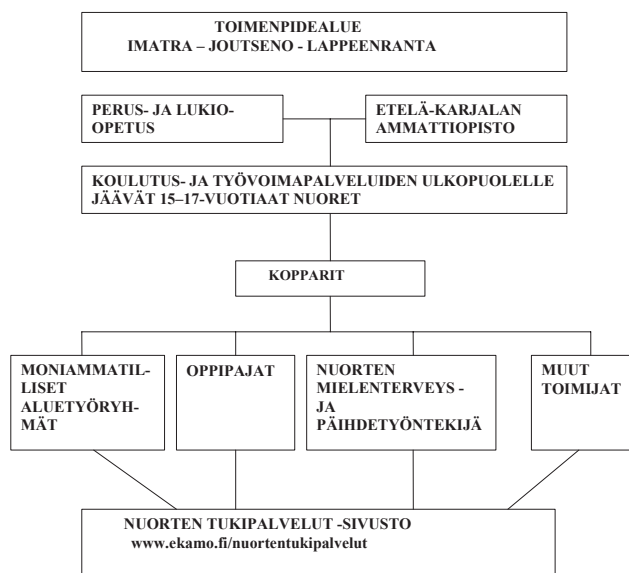 TOIMENPIDEALUE
IMATRA – JOUTSENO - LAPPEENRANTA
PERUS- JA LUKIO-
OPETUS
ETELÄ-KARJALAN
AMMATTIOPISTO
KOULUTUS- JA TYÖVOIMAPALVELUIDEN ULKOPUOLELLE
JÄÄVÄT 15–17-VUOTIAAT NUORET
KOPPARIT
MONIAMMATIL-
LISET
ALUETYÖRYH-
MÄT
OPPIPAJAT
NUORTEN
MIELENTERVEYS -
JA
PÄIHDETYÖNTEKIJÄ
MUUT
TOIMIJAT
NUORTEN TUKIPALVELUT -SIVUSTO
www.ekamo.fi/nuortentukipalvelut